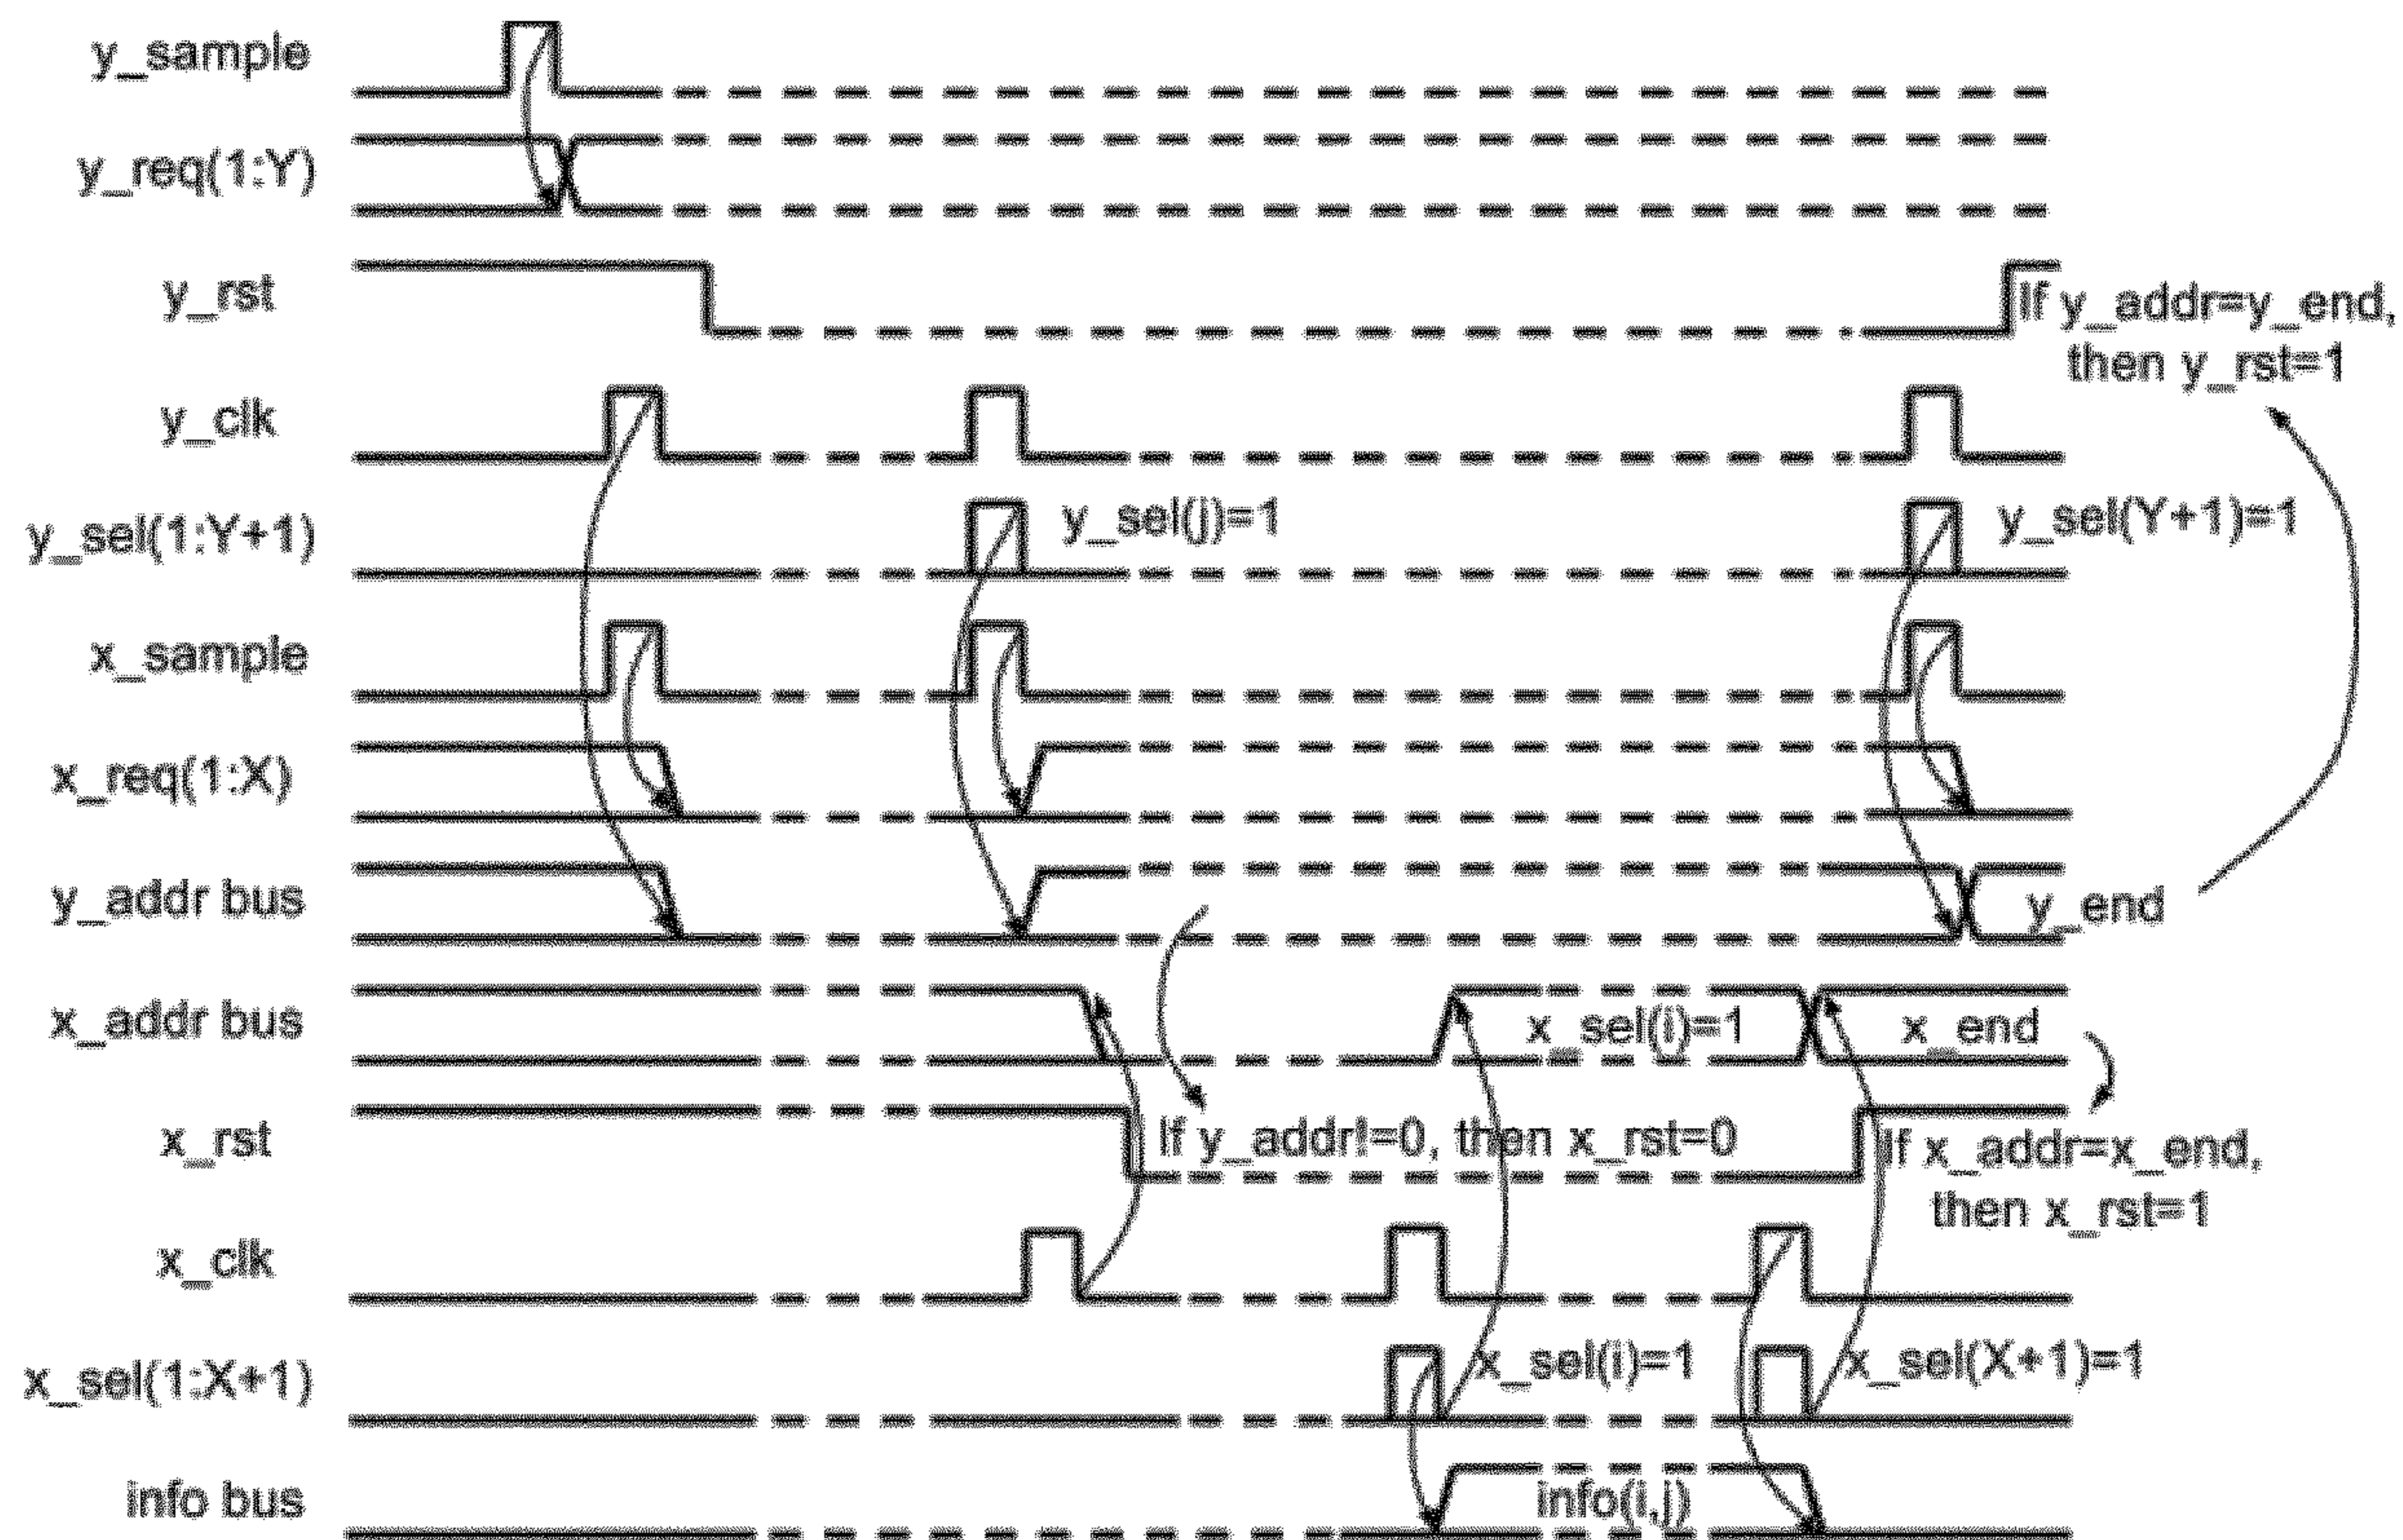 y_sample
y_req(1:Y)
y_rst
If y_addr=y_end,
then y_rst=1
y_clk
y_sel(1:Y+1)
y_sel(j)=1
y_sel(Y+1)=1
x_sample
x_req(1:X)
y_addr bus
y_end
x_addr bus
x_sel(i)=1
x_end
x_rst
If y_addr!=0, then x_rst=0
If x_addr=x_end,
then x_rst=1
x_clk
x_sel(1:X+1)
x_sel(i)=1
x_sel(X+1)=1
info bus
info(i,j)